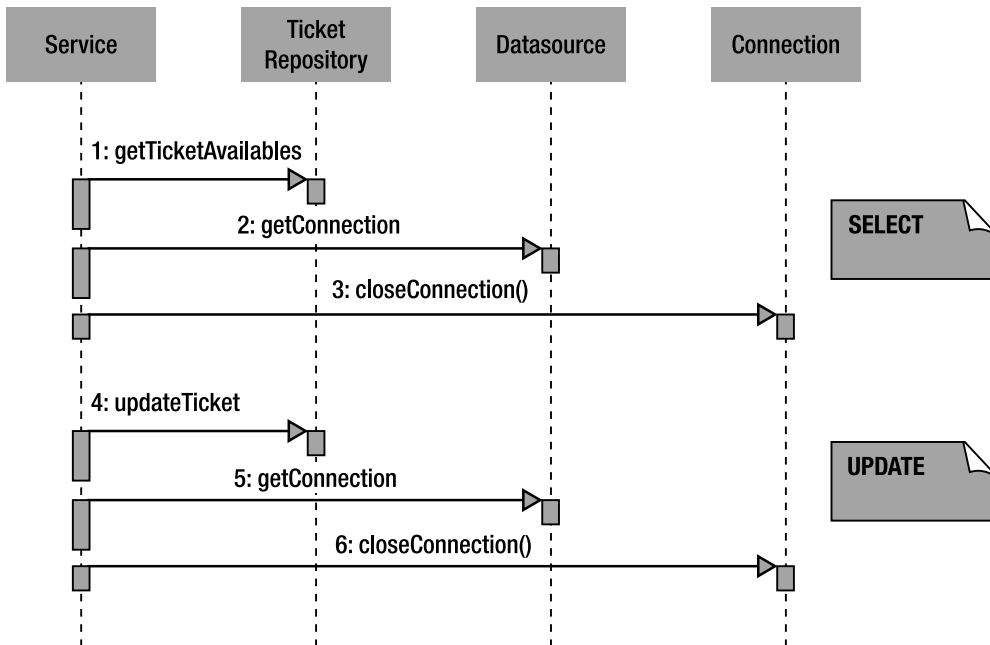 Service
Ticket
Repository
Datasource
Connection
1: getTicketAvailables
2: getConnection
SELECT
3: closeConnection()
4: updateTicket
UPDATE
5: getConnection
6: closeConnection()